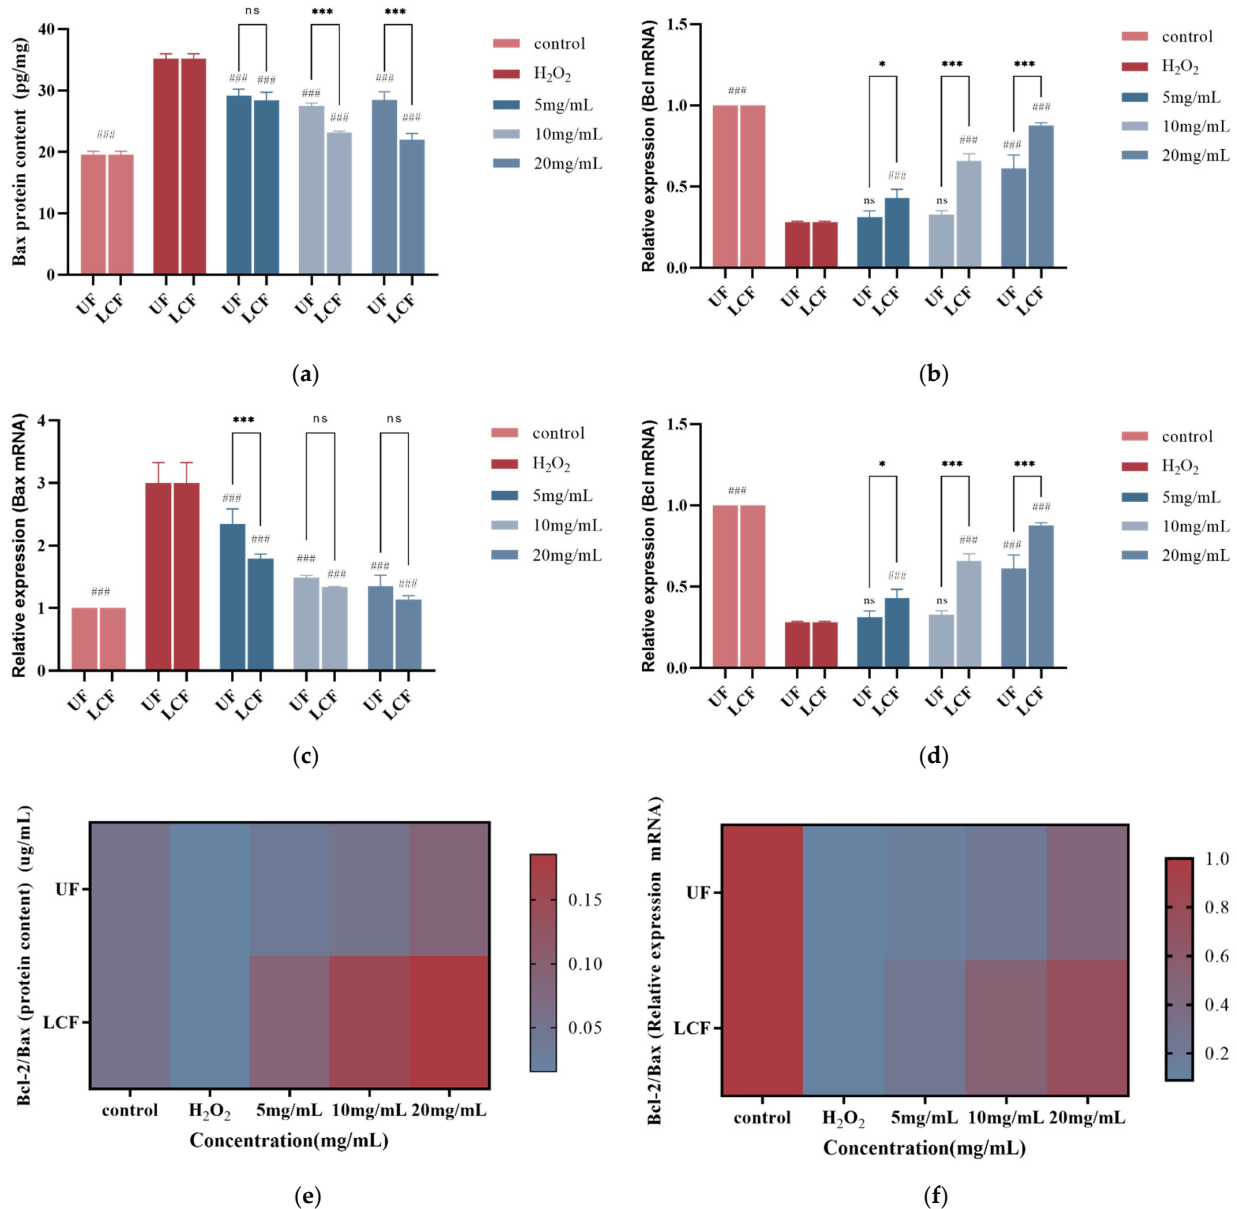 Bax protein content (pg/mg)
40
30
20
10
0
###
###
###
###
###
###
###
ns
***
***
UF
LCF
UF
LCF
UF
LCF
UF
LCF
UF
LCF
control
H₂O₂
5mg/mL
10mg/mL
20mg/mL
(a)
Relative expression (Bcl mRNA)
1.5
1.0
0.5
0.0
###
ns
###
ns
###
###
###
*
***
***
UF
LCF
UF
LCF
UF
LCF
UF
LCF
UF
LCF
control
H₂O₂
5mg/mL
10mg/mL
20mg/mL
(b)
Relative expression (Bax mRNA)
4
3
2
1
0
###
###
###
###
###
###
###
***
ns
ns
UF
LCF
UF
LCF
UF
LCF
UF
LCF
UF
LCF
control
H₂O₂
5mg/mL
10mg/mL
20mg/mL
(c)
Relative expression (Bcl mRNA)
1.5
1.0
0.5
0.0
###
ns
###
ns
###
###
###
*
***
***
UF
LCF
UF
LCF
UF
LCF
UF
LCF
UF
LCF
control
H₂O₂
5mg/mL
10mg/mL
20mg/mL
(d)
Bcl-2/Bax (protein content) (ug/mL)
UF
LCF
control H₂O₂ 5mg/mL 10mg/mL 20mg/mL
Concentration(mg/mL)
0.15
0.10
0.05
(e)
Bcl-2/Bax (Relative expression mRNA)
UF
LCF
control H₂O₂ 5mg/mL 10mg/mL 20mg/mL
Concentration(mg/mL)
1.0
0.8
0.6
0.4
0.2
(f)